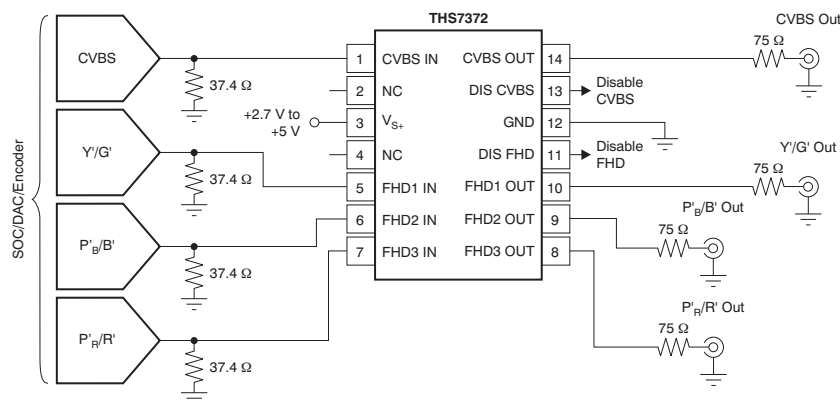 THS7372
CVBS Out
75 Ω
CVBS
37.4 Ω
1 CVBS IN CVBS OUT 14
2 NC DIS CVBS 13 Disable CVBS
+2.7 V to +5 V
3 VS+ GND 12
4 NC DIS FHD 11 Disable FHD
Y'/G' Out
75 Ω
Y'/G'
37.4 Ω
5 FHD1 IN FHD1 OUT 10
6 FHD2 IN FHD2 OUT 9
7 FHD3 IN FHD3 OUT 8
P'B/B' Out
75 Ω
SOC/DAC/Encoder
P'B/B'
37.4 Ω
P'R/R' Out
75 Ω
P'R/R'
37.4 Ω